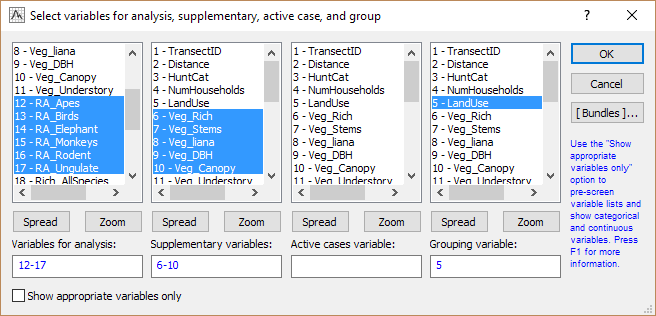 Select variables for analysis, supplementary, active case, and group
8 - Veg_liana
9 - Veg_DBH
10 - Veg_Canopy
11 - Veg_Understory
12 - RA_Apes
13 - RA_Birds
14 - RA_Elephant
15 - RA_Monkeys
16 - RA_Rodent
17 - RA_Ungulate
18 - Rich_AllSpecies
1 - TransectID
2 - Distance
3 - HuntCat
4 - NumHouseholds
5 - LandUse
6 - Veg_Rich
7 - Veg_Stems
8 - Veg_liana
9 - Veg_DBH
10 - Veg_Canopy
11 - Veg_Understory
1 - TransectID
2 - Distance
3 - HuntCat
4 - NumHouseholds
5 - LandUse
6 - Veg_Rich
7 - Veg_Stems
8 - Veg_liana
9 - Veg_DBH
10 - Veg_Canopy
11 - Veg_Understory
1 - TransectID
2 - Distance
3 - HuntCat
4 - NumHouseholds
5 - LandUse
6 - Veg_Rich
7 - Veg_Stems
8 - Veg_liana
9 - Veg_DBH
10 - Veg_Canopy
11 - Veg_Understory
OK
Cancel
[ Bundles ]...
Use the "Show
appropriate
variables only"
option to
pre-screen
variable lists and
show categorical
and continuous
variables. Press
F1 for more
information.
Spread Zoom Spread Zoom Spread Zoom Spread Zoom
Variables for analysis: Supplementary variables: Active cases variable: Grouping variable:
12-17 6-10 5
Show appropriate variables only